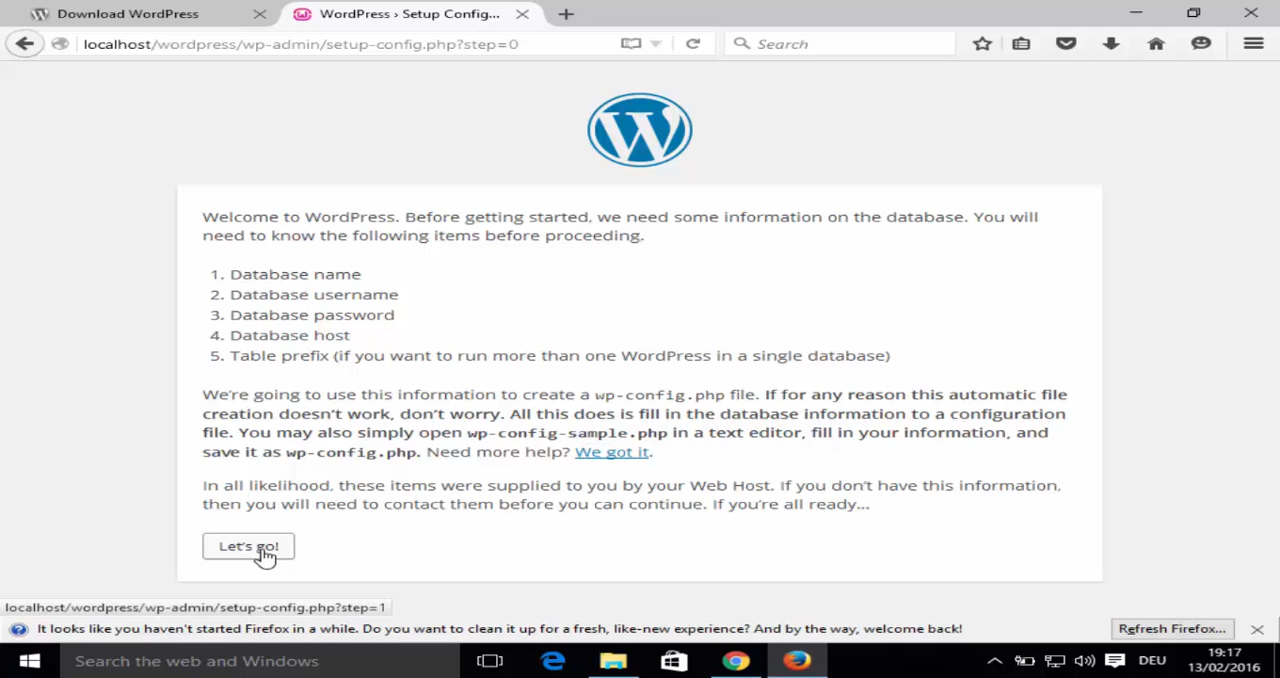 Download WordPress
WordPress › Setup Config...
localhost/wordpress/wp-admin/setup-config.php?step=0
Search
Welcome to WordPress. Before getting started, we need some information on the database. You will
need to know the following items before proceeding.
1. Database name
2. Database username
3. Database password
4. Database host
5. Table prefix (if you want to run more than one WordPress in a single database)
We're going to use this information to create a wp-config.php file. If for any reason this automatic file
creation doesn't work, don't worry. All this does is fill in the database information to a configuration
file. You may also simply open wp-config-sample.php in a text editor, fill in your information, and
save it as wp-config.php. Need more help? We got it.
In all likelihood, these items were supplied to you by your Web Host. If you don't have this information,
then you will need to contact them before you can continue. If you're all ready...
Let's go!
localhost/wordpress/wp-admin/setup-config.php?step=1
It looks like you haven't started Firefox in a while. Do you want to clean it up for a fresh, like-new experience? And by the way, welcome back!
Refresh Firefox...
Search the web and Windows
DEU
19:17
13/02/2016